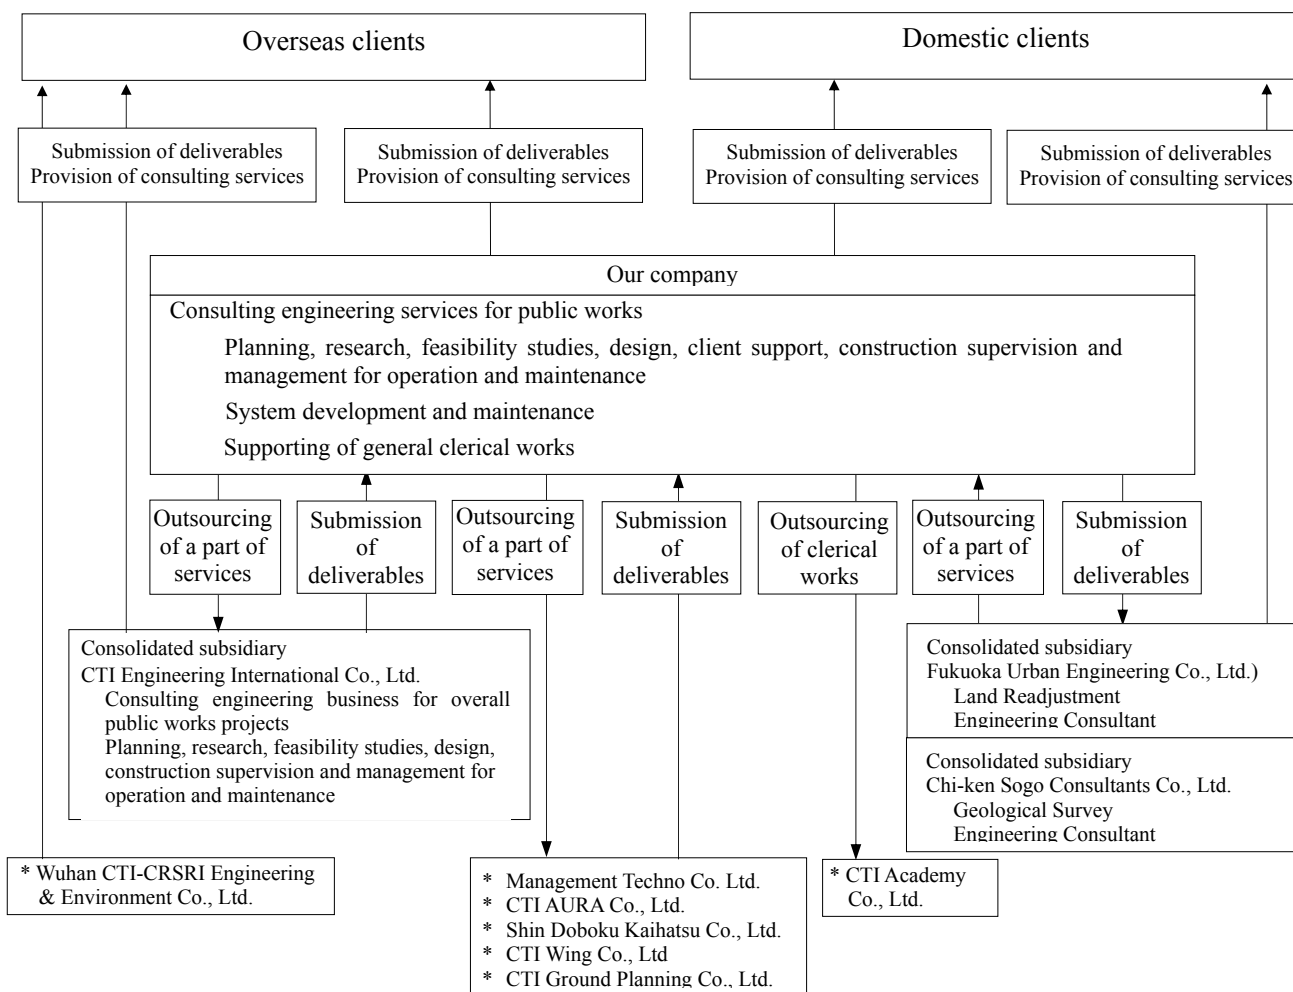 Overseas clients
Domestic clients
Submission of deliverables
Provision of consulting services
Submission of deliverables
Provision of consulting services
Submission of deliverables
Provision of consulting services
Submission of deliverables
Provision of consulting services
Our company
Consulting engineering services for public works
Planning, research, feasibility studies, design, client support, construction supervision and
management for operation and maintenance
System development and maintenance
Supporting of general clerical works
Outsourcing
of a part of
services
Submission
of
deliverables
Outsourcing
of a part of
services
Submission
of
deliverables
Outsourcing
of clerical
works
Outsourcing
of a part of
services
Submission
of
deliverables
Consolidated subsidiary
CTI Engineering International Co., Ltd.
Consulting engineering business for overall
public works projects
Planning, research, feasibility studies, design,
construction supervision and management for
operation and maintenance
Consolidated subsidiary
Fukuoka Urban Engineering Co., Ltd.)
Land Readjustment
Engineering Consultant
Consolidated subsidiary
Chi-ken Sogo Consultants Co., Ltd.
Geological Survey
Engineering Consultant
* Wuhan CTI-CRSRI Engineering
& Environment Co., Ltd.
* Management Techno Co. Ltd.
* CTI AURA Co., Ltd.
* Shin Doboku Kaihatsu Co., Ltd.
* CTI Wing Co., Ltd
* CTI Ground Planning Co., Ltd.
* CTI Academy
Co., Ltd.